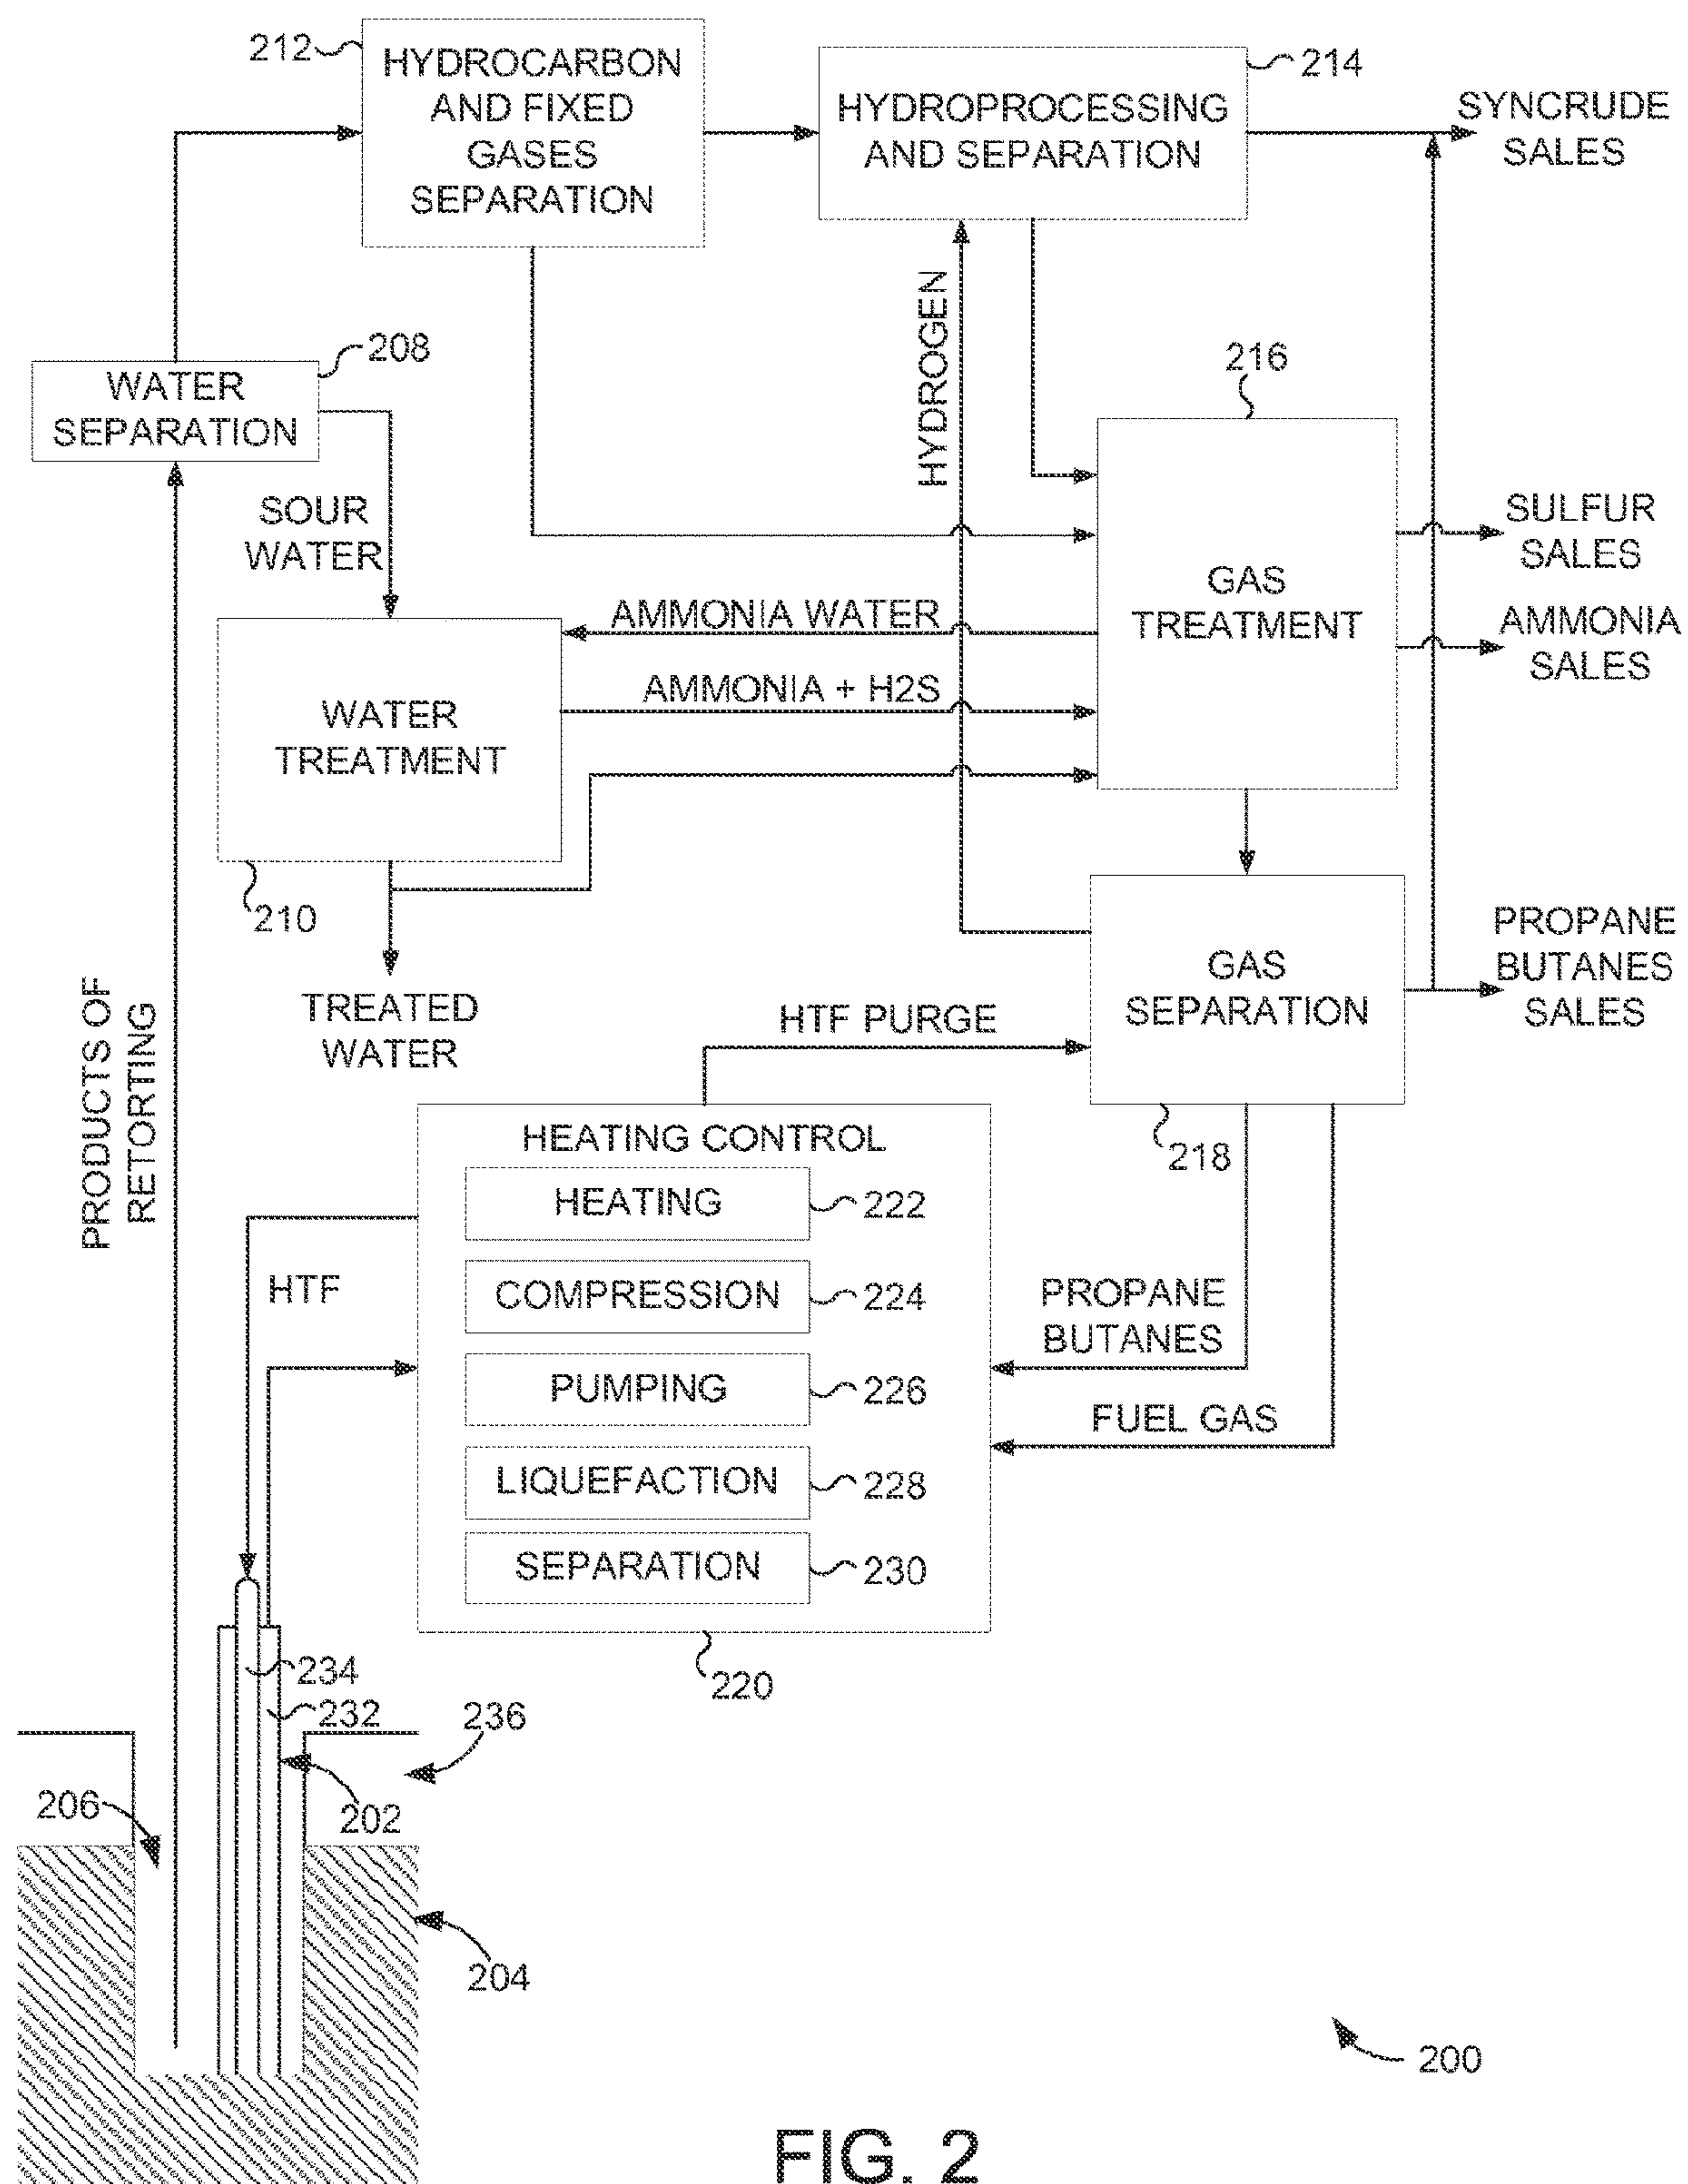 212
HYDROCARBON
AND FIXED
GASES
SEPARATION
HYDROPROCESSING
AND SEPARATION
214
SYNCRUDE
SALES
208
WATER
SEPARATION
HYDROGEN
216
SOUR
WATER
GAS
TREATMENT
SULFUR
SALES
AMMONIA WATER
AMMONIA
SALES
AMMONIA + H2S
WATER
TREATMENT
210
TREATED
WATER
GAS
SEPARATION
PROPANE
BUTANES
SALES
HTF PURGE
218
PRODUCTS OF
RETORTING
HEATING CONTROL
HEATING
222
COMPRESSION
224
PUMPING
226
LIQUEFACTION
228
SEPARATION
230
220
HTF
PROPANE
BUTANES
FUEL GAS
234
232
236
202
206
204
200
FIG. 2